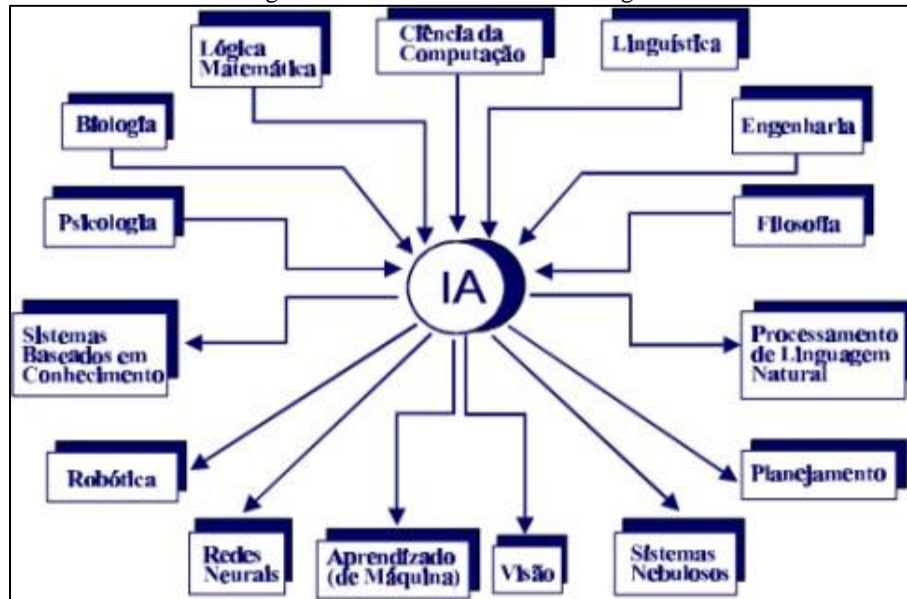 Lógica
Matemática
Ciência da
Computação
Linguística
Biologia
Engenharia
Psicologia
Filosofia
IA
Sistemas
Baseados em
Conhecimento
Processamento
de Linguagem
Natural
Robótica
Planejamento
Redes
Neurais
Aprendizado
(de Máquina)
Visão
Sistemas
Nebulosos